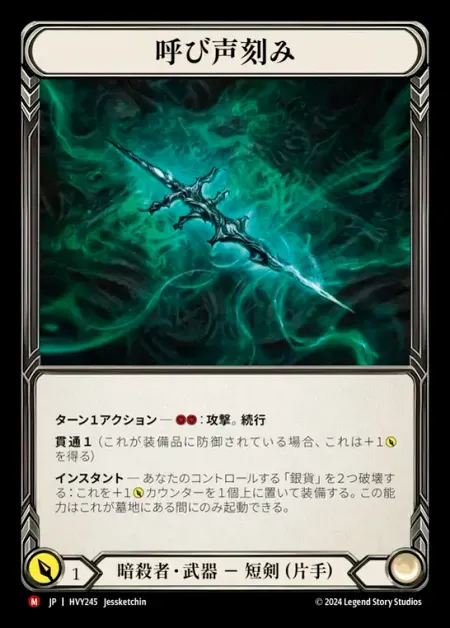 呼び声刻み
ターン1アクション ― : 攻撃。続行
貫通1（これが装備品に防御されている場合、これは+1
を得る）
インスタント ― あなたのコントロールする「銀貨」を2つ破壊す
る：これを+1カウンターを1個上に置いて装備する。この能
力はこれが墓地にある間にのみ起動できる。
1
暗殺者・武器 ― 短剣 (片手)
M JP | HVY245 Jessketchin
© 2024 Legend Story Studios